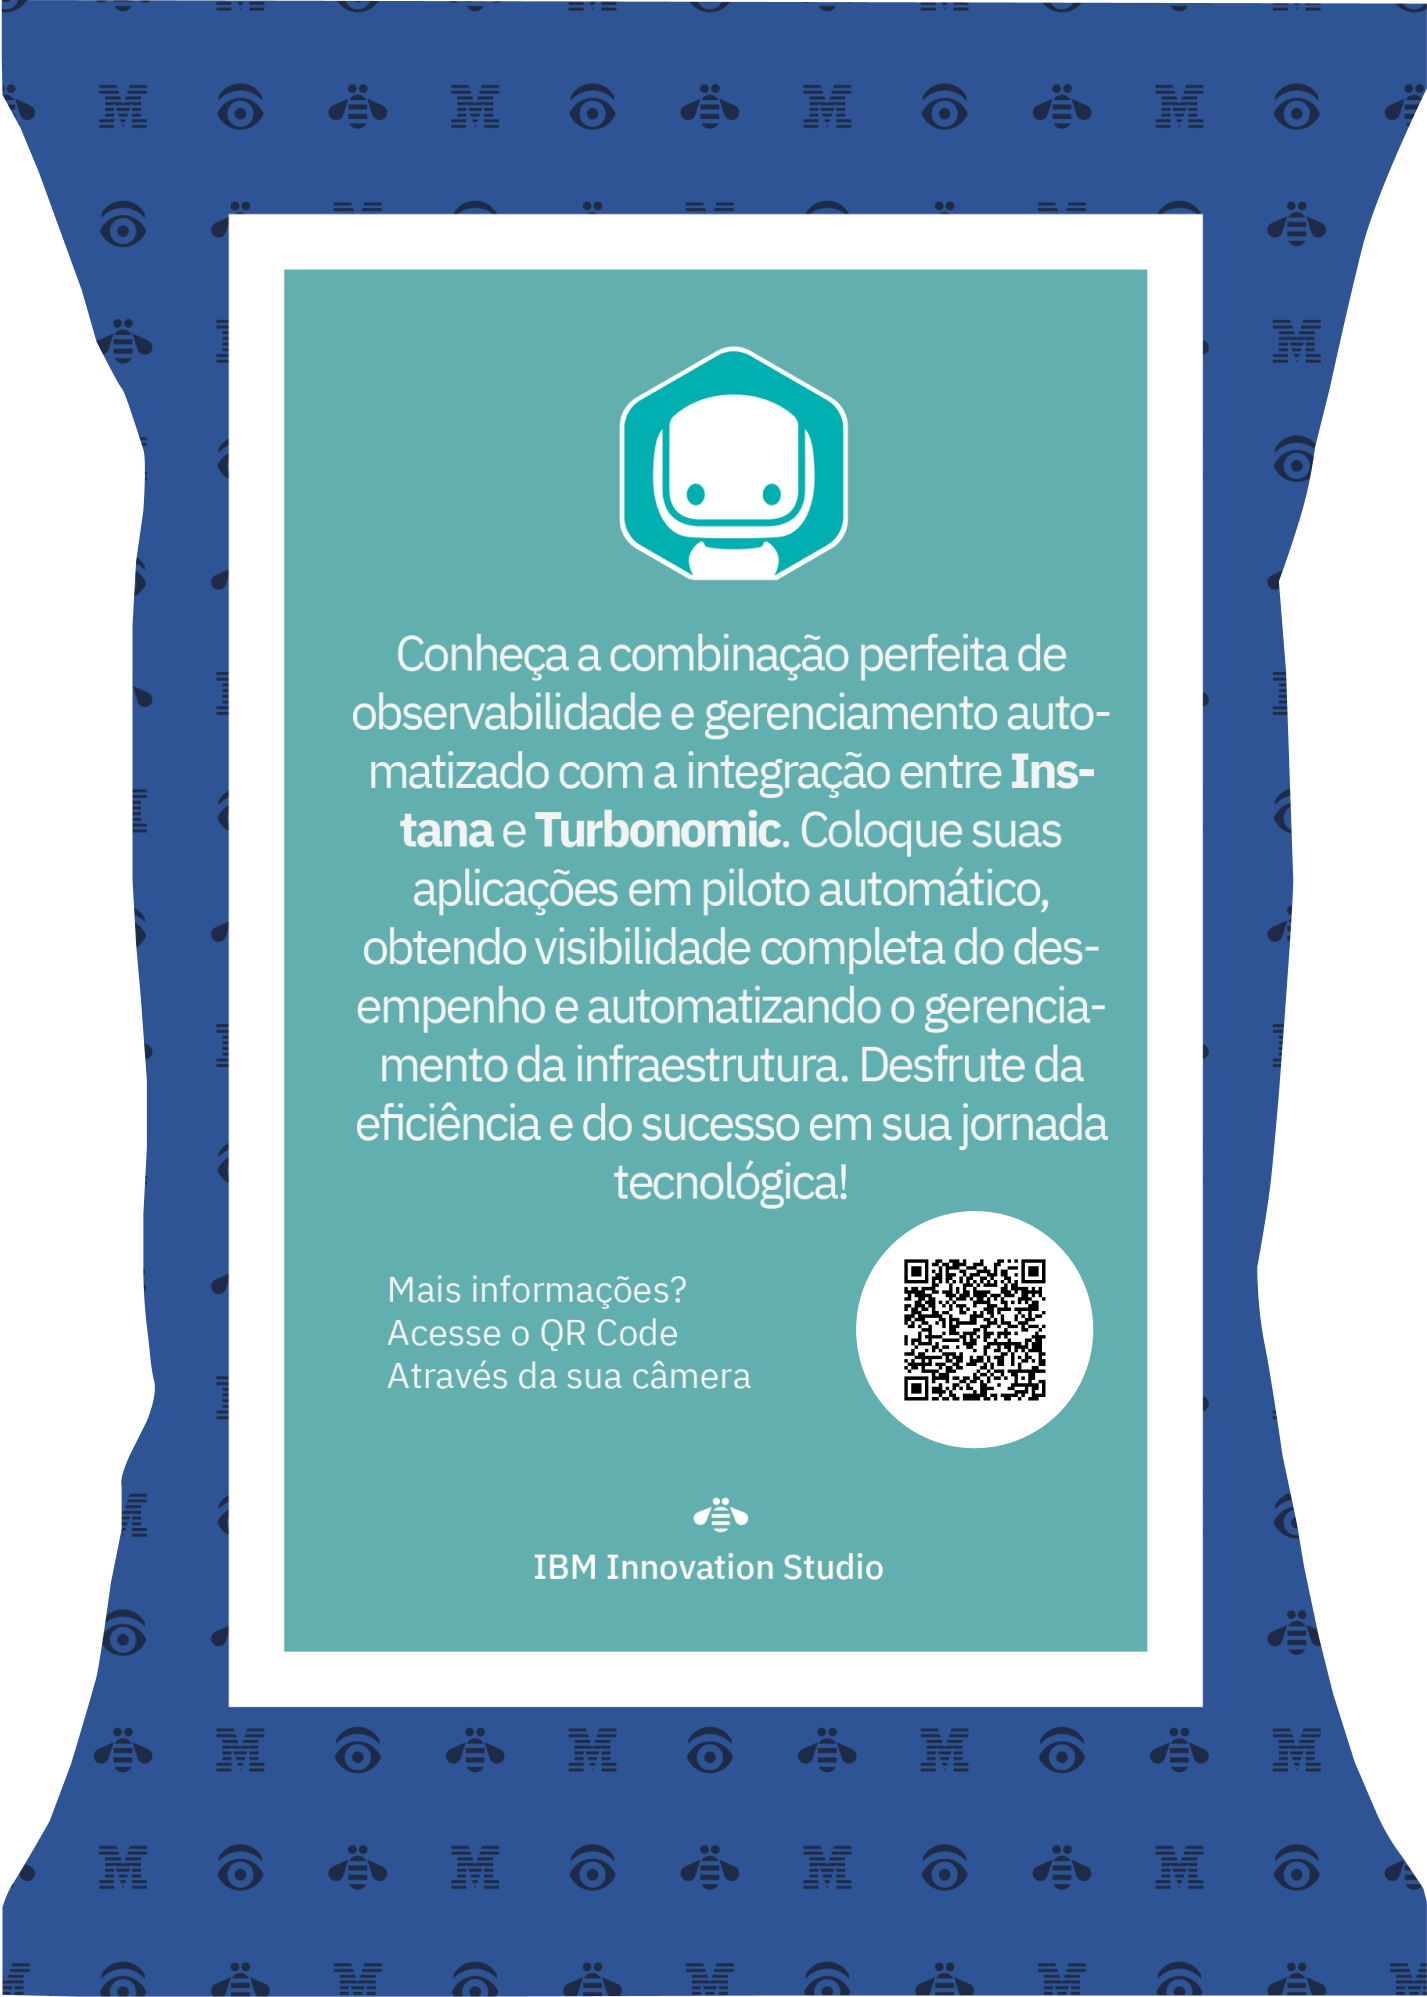 Conheça a combinação perfeita de
observabilidade e gerenciamento auto-
matizado com a integração entre Ins-
tana e Turbonomic. Coloque suas
aplicações em piloto automático,
obtendo visibilidade completa do des-
empenho e automatizando o gerencia-
mento da infraestrutura. Desfrute da
eficiência e do sucesso em sua jornada
tecnológica!
Mais informações?
Acesse o QR Code
Através da sua câmera
IBM Innovation Studio